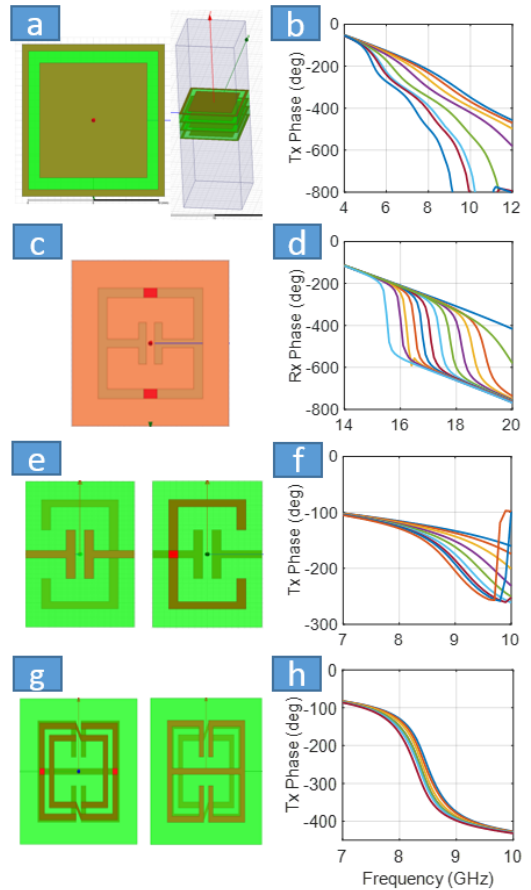 a
b
Tx Phase (deg)
0
-200
-400
-600
-800
4 6 8 10 12
c
d
Rx Phase (deg)
0
-200
-400
-600
-800
14 16 18 20
e
f
Tx Phase (deg)
0
-100
-200
-300
7 8 9 10
g
h
Tx Phase (deg)
0
-100
-200
-300
-400
7 8 9 10
Frequency (GHz)